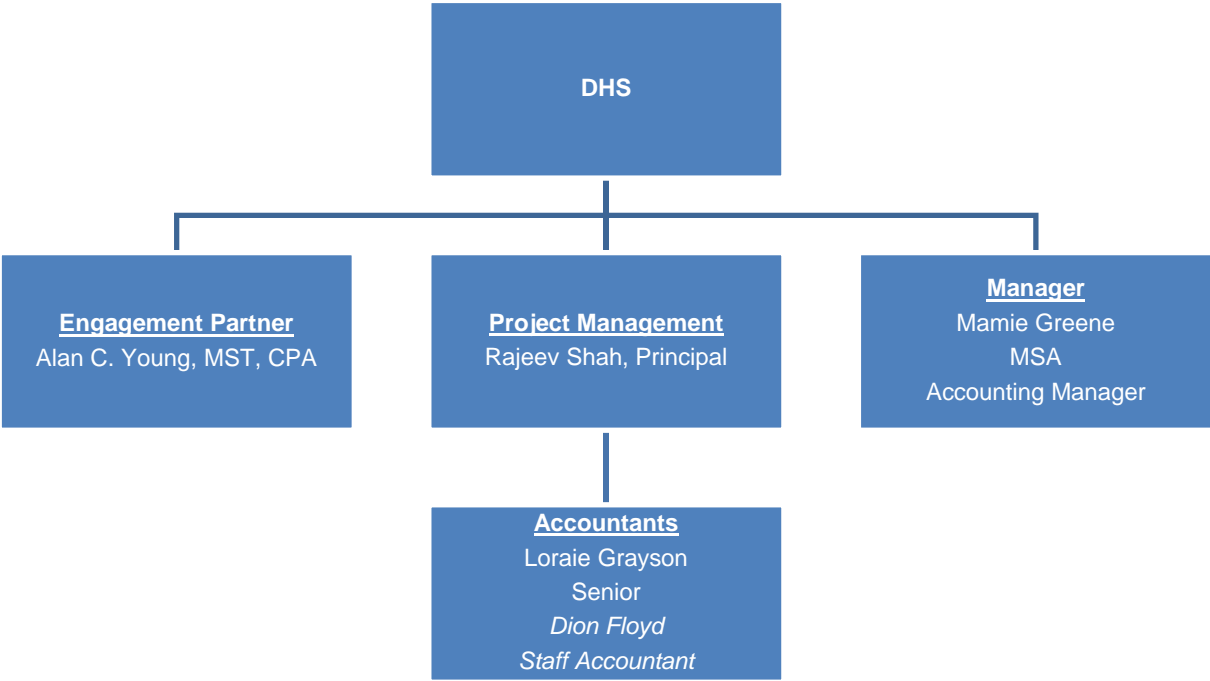 DHS
Engagement Partner
Alan C. Young, MST, CPA
Project Management
Rajeev Shah, Principal
Manager
Mamie Greene
MSA
Accounting Manager
Accountants
Loraie Grayson
Senior
Dion Floyd
Staff Accountant